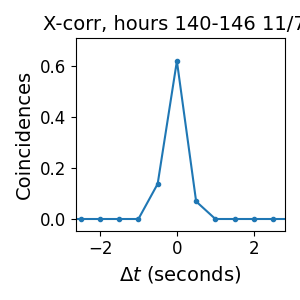 X-corr, hours 140-146 11/7
Coincidences
0.6
0.4
0.2
0.0
−2 0 2
Δt (seconds)